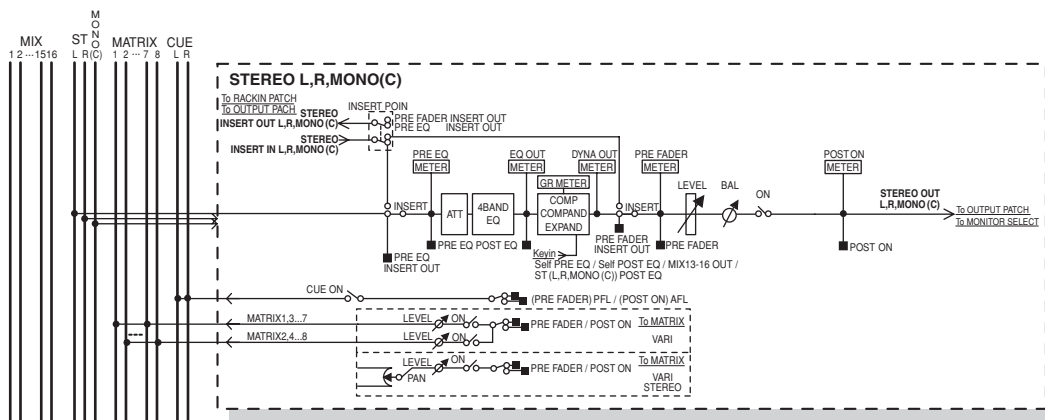 MIX
1 2 ··· 15 16
ST
L R
MONO
(C)
MATRIX
1 2 ··· 7 8
CUE
L R
STEREO L,R,MONO(C)
To RACKIN PATCH
To OUTPUT PACH
STEREO
INSERT OUT L,R,MONO (C)
STEREO
INSERT IN L,R,MONO (C)
INSERT POIN
PRE FADER INSERT OUT
PRE EQ INSERT OUT
PRE EQ
METER
EQ OUT
METER
DYNA OUT
METER
PRE FADER
METER
POST ON
METER
GR METER
INSERT
ATT
4BAND
EQ
COMP
COMPAND
EXPAND
INSERT
LEVEL
BAL
ON
STEREO OUT
L,R,MONO (C)
To OUTPUT PATCH
To MONITOR SELECT
PRE EQ
INSERT OUT
PRE EQ
POST EQ
PRE FADER
INSERT OUT
PRE FADER
POST ON
Keyin
Self PRE EQ / Self POST EQ / MIX13-16 OUT /
ST (L,R,MONO (C)) POST EQ
CUE ON
(PRE FADER) PFL / (POST ON) AFL
MATRIX1,3...7
LEVEL
ON
PRE FADER / POST ON
To MATRIX
VARI
MATRIX2,4...8
LEVEL
ON
LEVEL
ON
PAN
PRE FADER / POST ON
To MATRIX
VARI
STEREO